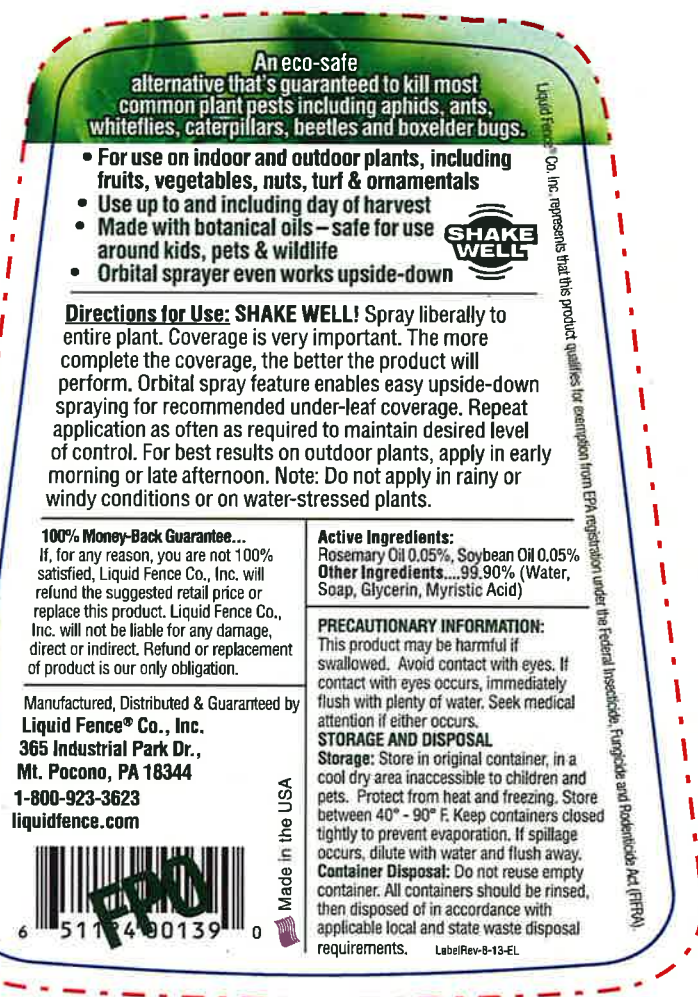 An eco-safe
alternative that's guaranteed to kill most
common plant pests including aphids, ants,
whiteflies, caterpillars, beetles and boxelder bugs.
• For use on indoor and outdoor plants, including
fruits, vegetables, nuts, turf & ornamentals
• Use up to and including day of harvest
• Made with botanical oils – safe for use
around kids, pets & wildlife
• Orbital sprayer even works upside-down
SHAKE
WELL
Directions for Use: SHAKE WELL! Spray liberally to
entire plant. Coverage is very important. The more
complete the coverage, the better the product will
perform. Orbital spray feature enables easy upside-down
spraying for recommended under-leaf coverage. Repeat
application as often as required to maintain desired level
of control. For best results on outdoor plants, apply in early
morning or late afternoon. Note: Do not apply in rainy or
windy conditions or on water-stressed plants.
100% Money-Back Guarantee...
If, for any reason, you are not 100%
satisfied, Liquid Fence Co., Inc. will
refund the suggested retail price or
replace this product. Liquid Fence Co.,
Inc. will not be liable for any damage,
direct or indirect. Refund or replacement
of product is our only obligation.
Manufactured, Distributed & Guaranteed by
Liquid Fence® Co., Inc.
365 Industrial Park Dr.,
Mt. Pocono, PA 18344
1-800-923-3623
liquidfence.com
FPO
6 00139 0
Made in the USA
Active Ingredients:
Rosemary Oil 0.05%, Soybean Oil 0.05%
Other Ingredients....99.90% (Water,
Soap, Glycerin, Myristic Acid)
PRECAUTIONARY INFORMATION:
This product may be harmful if
swallowed. Avoid contact with eyes. If
contact with eyes occurs, immediately
flush with plenty of water. Seek medical
attention if either occurs.
STORAGE AND DISPOSAL
Storage: Store in original container, in a
cool dry area inaccessible to children and
pets. Protect from heat and freezing. Store
between 40° - 90° F. Keep containers closed
tightly to prevent evaporation. If spillage
occurs, dilute with water and flush away.
Container Disposal: Do not reuse empty
container. All containers should be rinsed,
then disposed of in accordance with
applicable local and state waste disposal
requirements. LabelRev-8-13-EL
Liquid Fence® Co. Inc. represents that this product qualifies for exemption from EPA registration under the Federal Insecticide, Fungicide and Rodenticide Act (FIFRA).